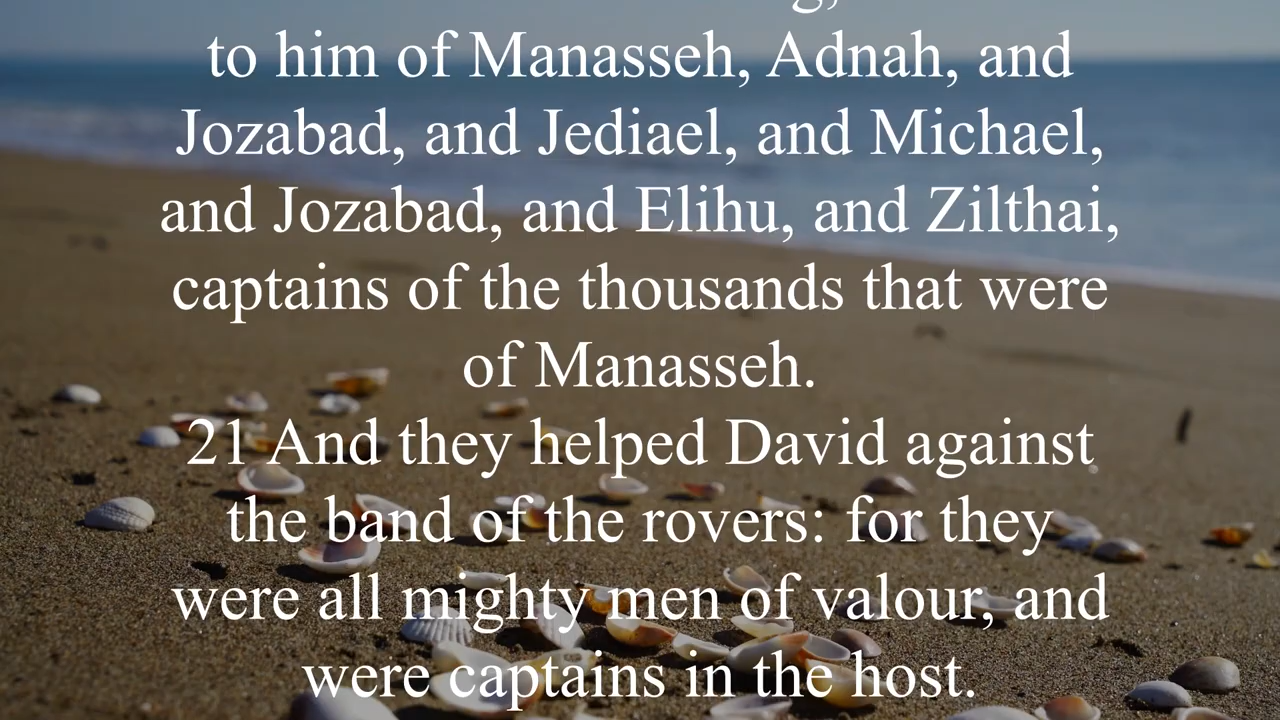 to him of Manasseh, Adnah, and
Jozabad, and Jediael, and Michael,
and Jozabad, and Elihu, and Zilthai,
captains of the thousands that were
of Manasseh.
21 And they helped David against
the band of the rovers: for they
were all mighty men of valour, and
were captains in the host.